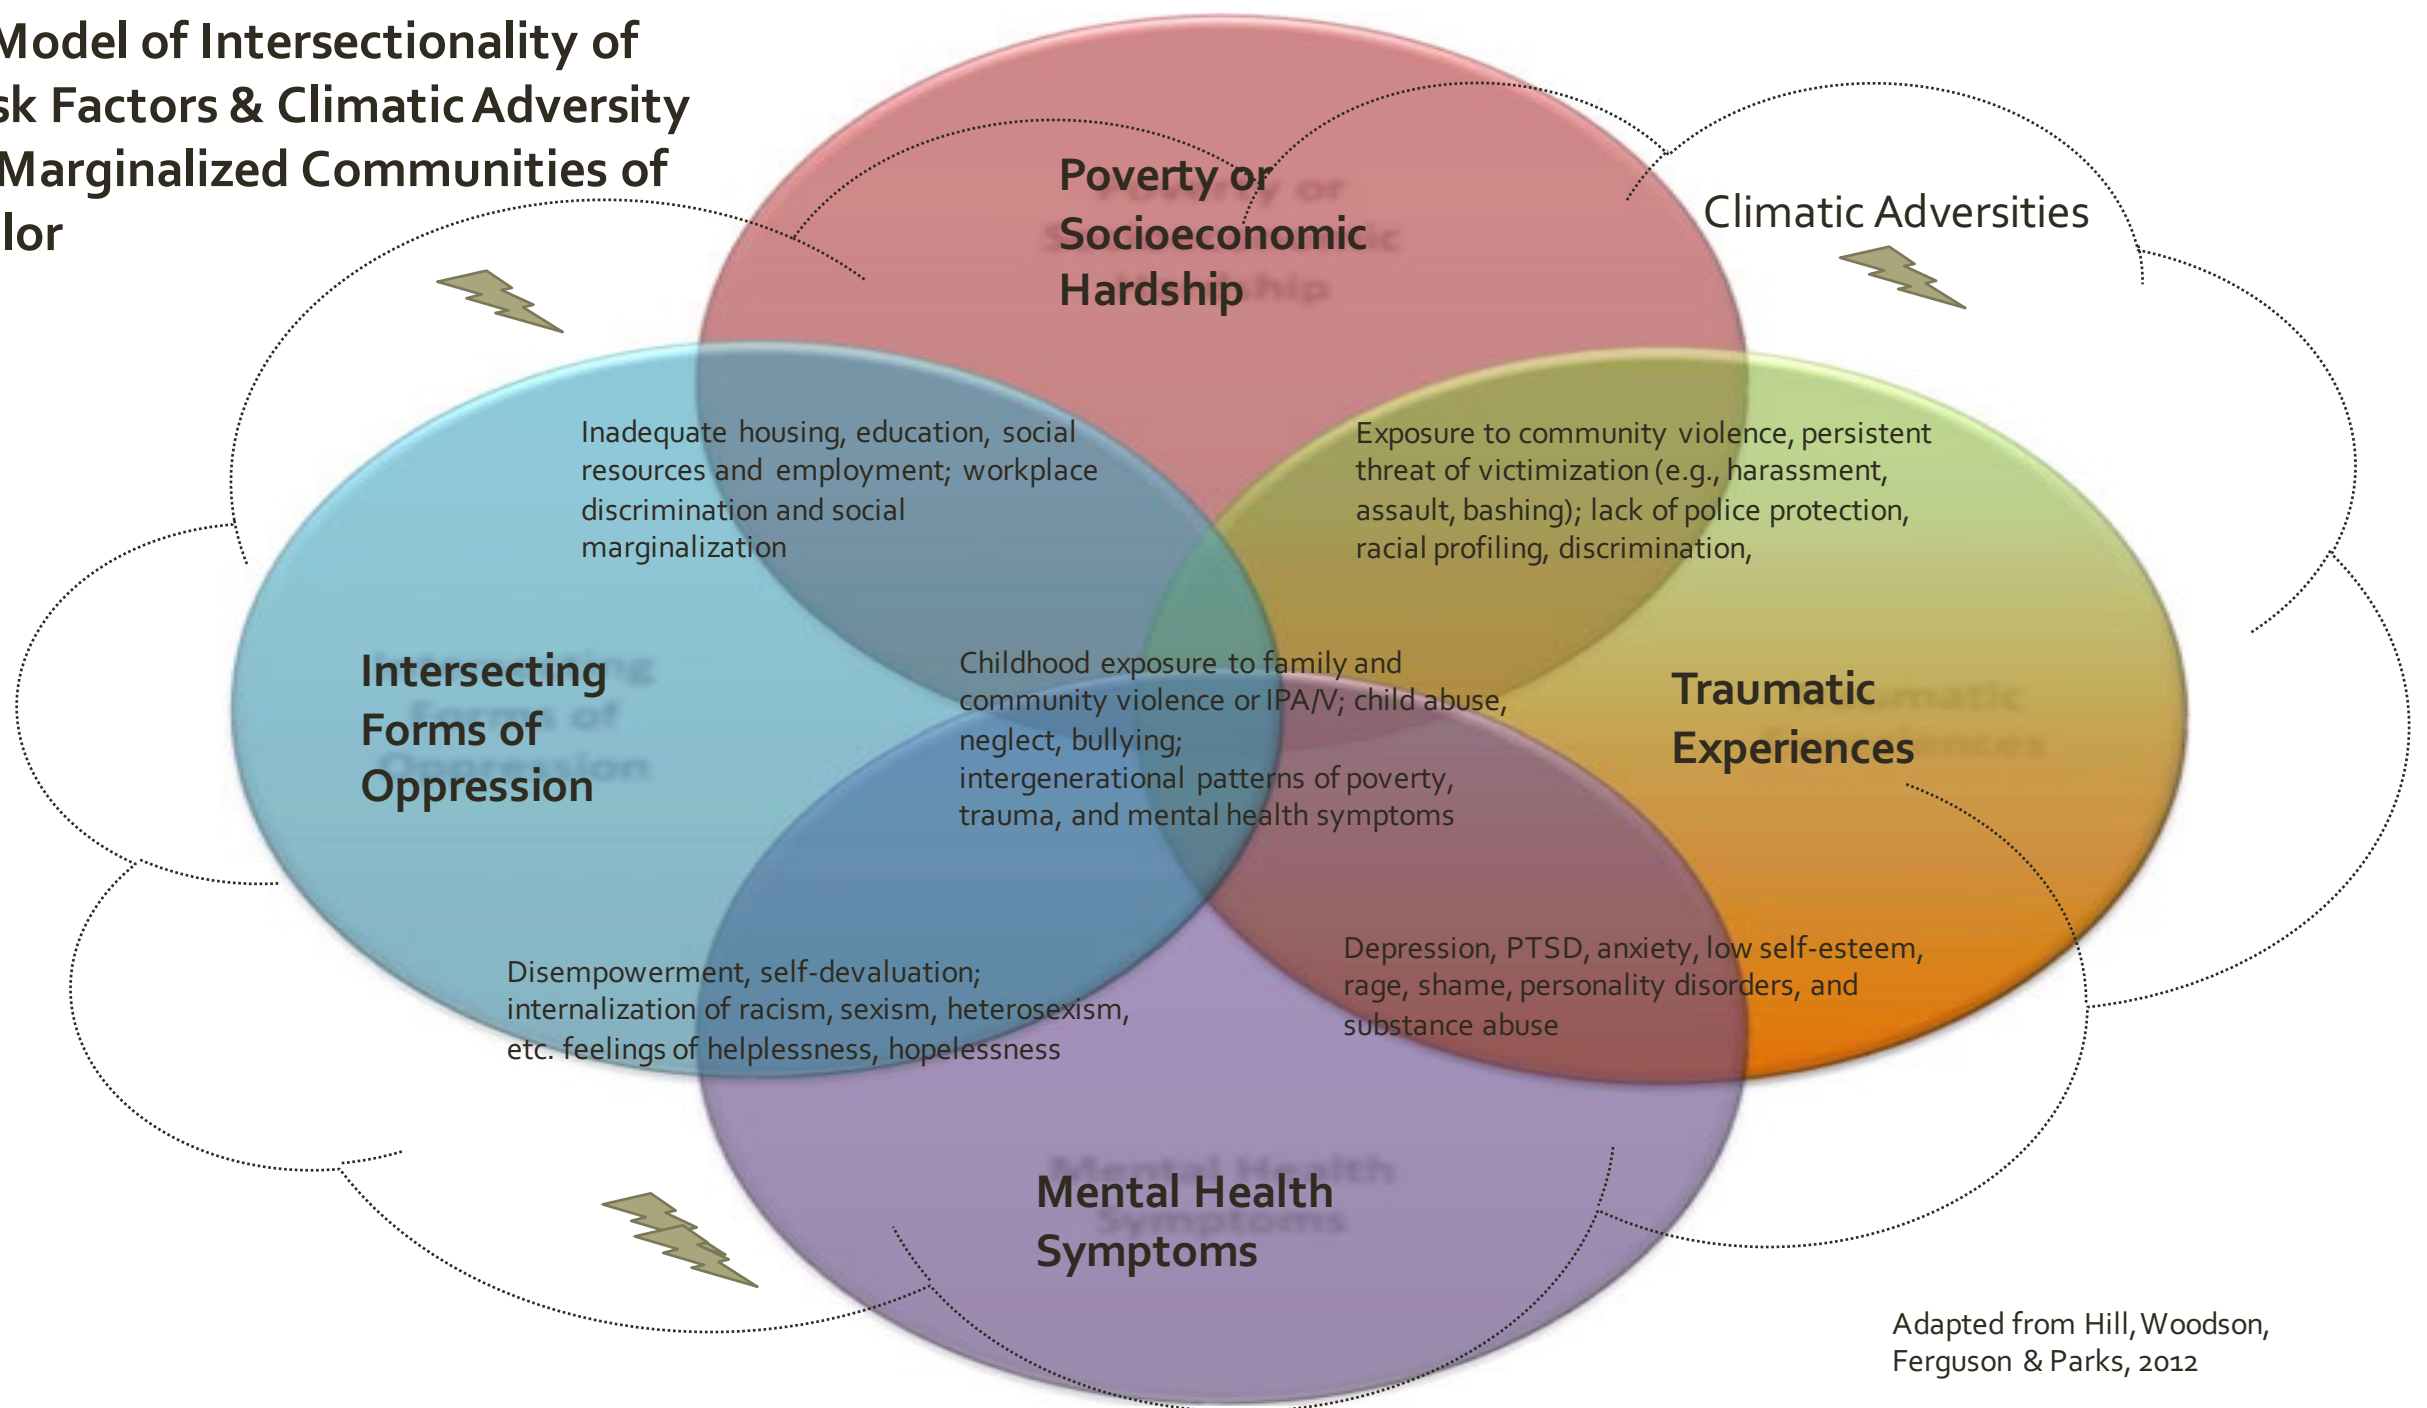 Model of Intersectionality of
sk Factors & Climatic Adversity
Marginalized Communities of
lor
Poverty or
Socioeconomic
Hardship
Climatic Adversities
Inadequate housing, education, social
resources and employment; workplace
discrimination and social
marginalization
Exposure to community violence, persistent
threat of victimization (e.g., harassment,
assault, bashing); lack of police protection,
racial profiling, discrimination,
Intersecting
Forms of
Oppression
Childhood exposure to family and
community violence or IPA/V; child abuse,
neglect, bullying;
intergenerational patterns of poverty,
trauma, and mental health symptoms
Traumatic
Experiences
Disempowerment, self-devaluation;
internalization of racism, sexism, heterosexism,
etc. feelings of helplessness, hopelessness
Depression, PTSD, anxiety, low self-esteem,
rage, shame, personality disorders, and
substance abuse
Mental Health
Symptoms
Adapted from Hill, Woodson,
Ferguson & Parks, 2012